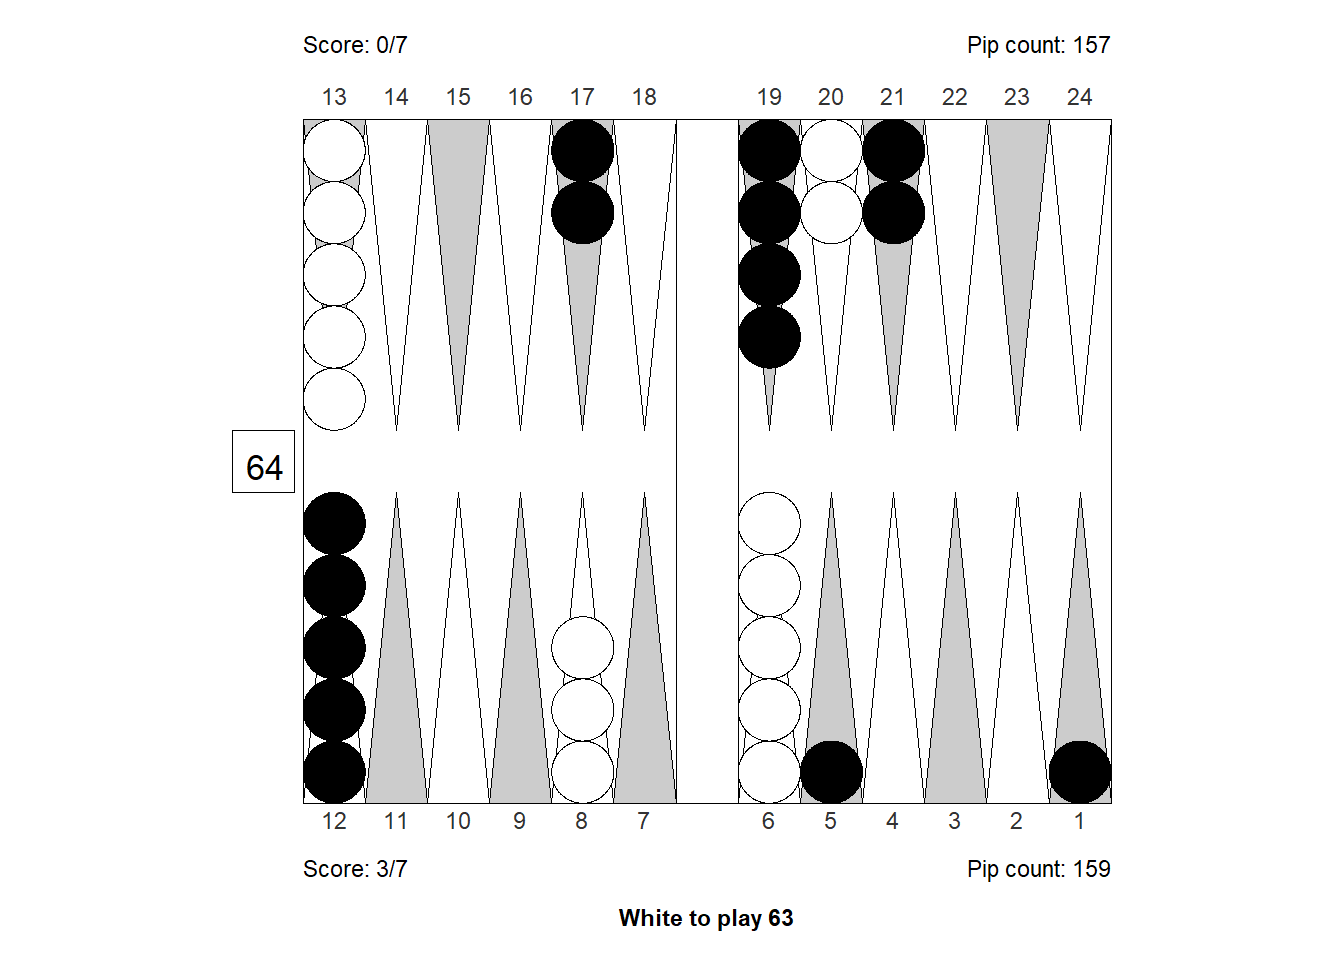 Score: 0/7 Pip count: 157
13 14 15 16 17 18 19 20 21 22 23 24
64
12 11 10 9 8 7 6 5 4 3 2 1
Score: 3/7 Pip count: 159
White to play 63